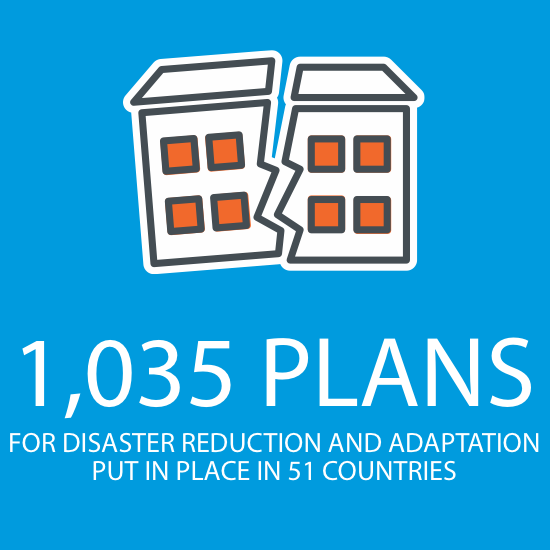 1,035 PLANS
FOR DISASTER REDUCTION AND ADAPTATION
PUT IN PLACE IN 51 COUNTRIES